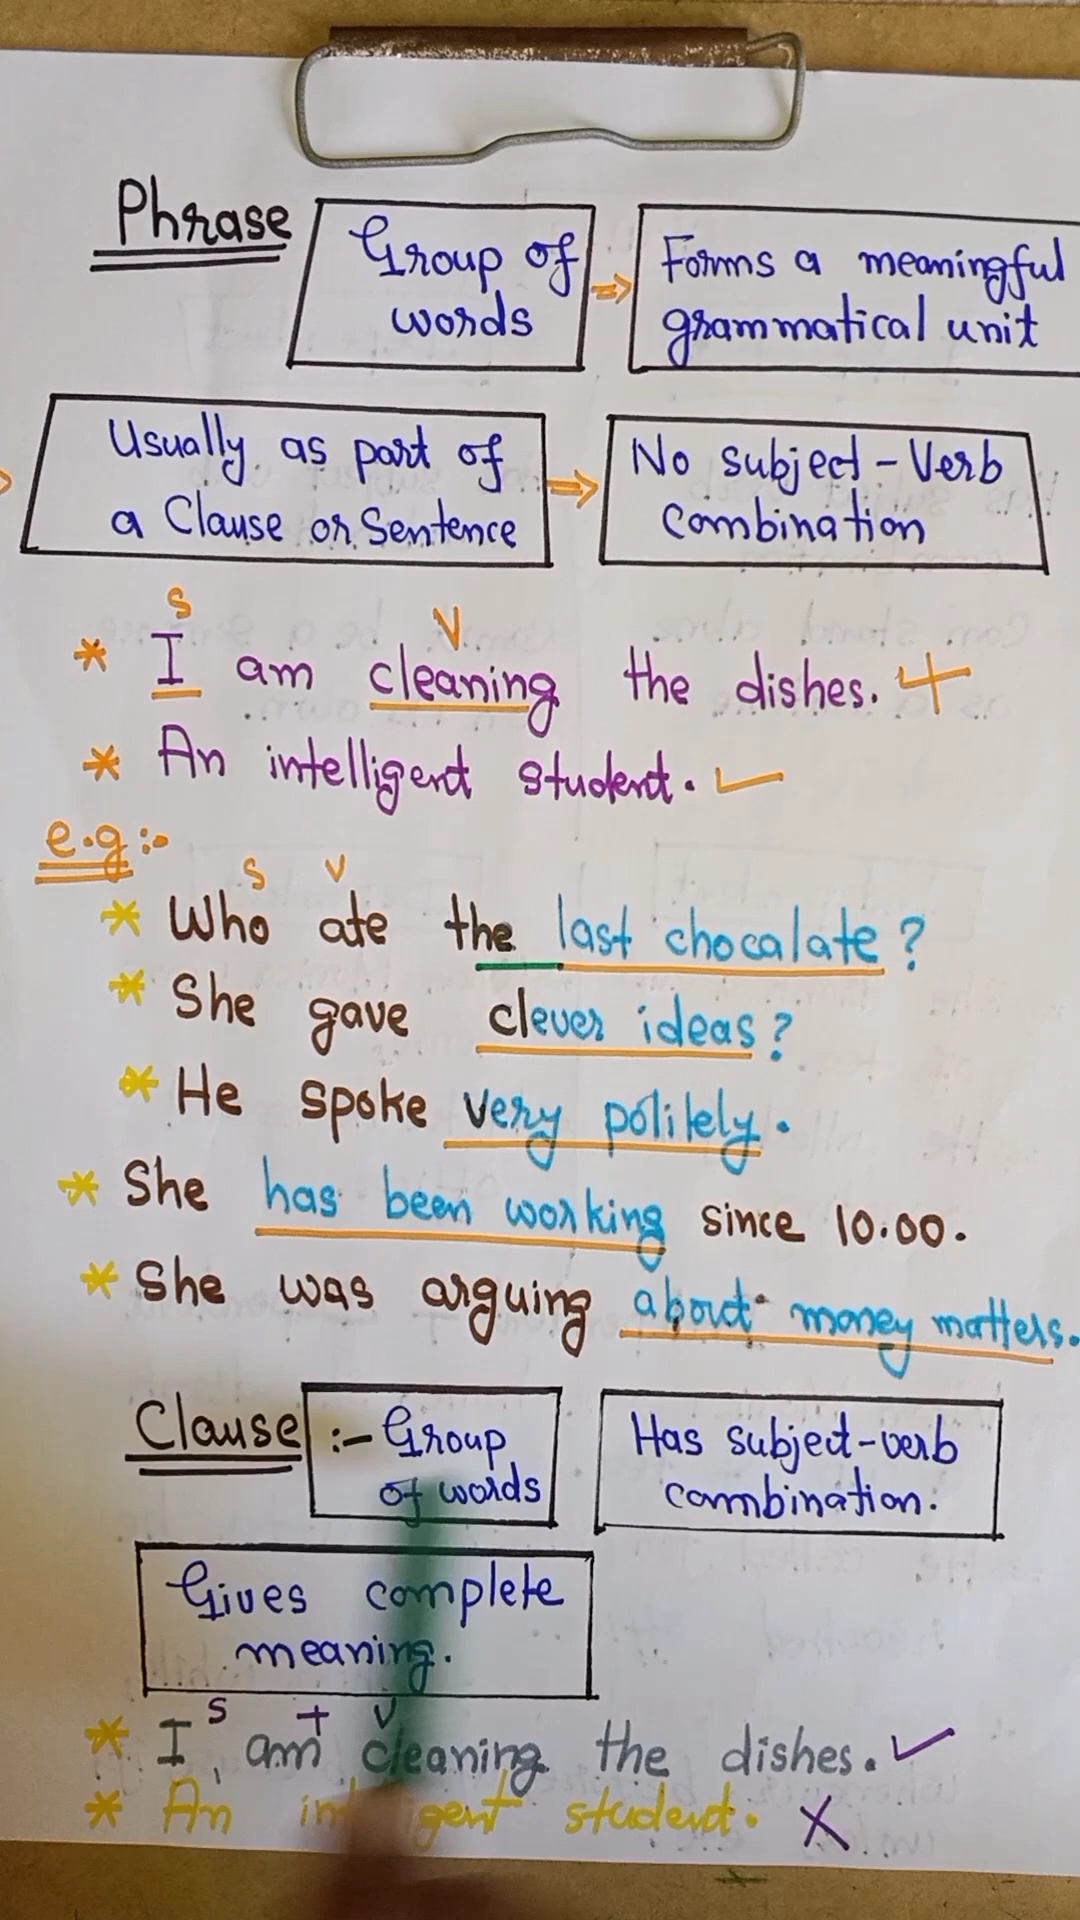 Phrase
Group of
words
⇒
Forms a meaningful
grammatical unit
Usually as part of
a Clause or Sentence
⇒
No subject-Verb
Combination
S V
* I am cleaning the dishes.
* An intelligent student. ✓
e.g:-
S V
* Who ate the last chocalate?
* She gave clever ideas?
* He spoke very politely.
* She has been working since 10.00.
* She was arguing about money matters.
Clause :- Group
of words
Has subject-verb
combination.
Gives complete
meaning.
S + V
* I am cleaning the dishes. ✓
* An student. X